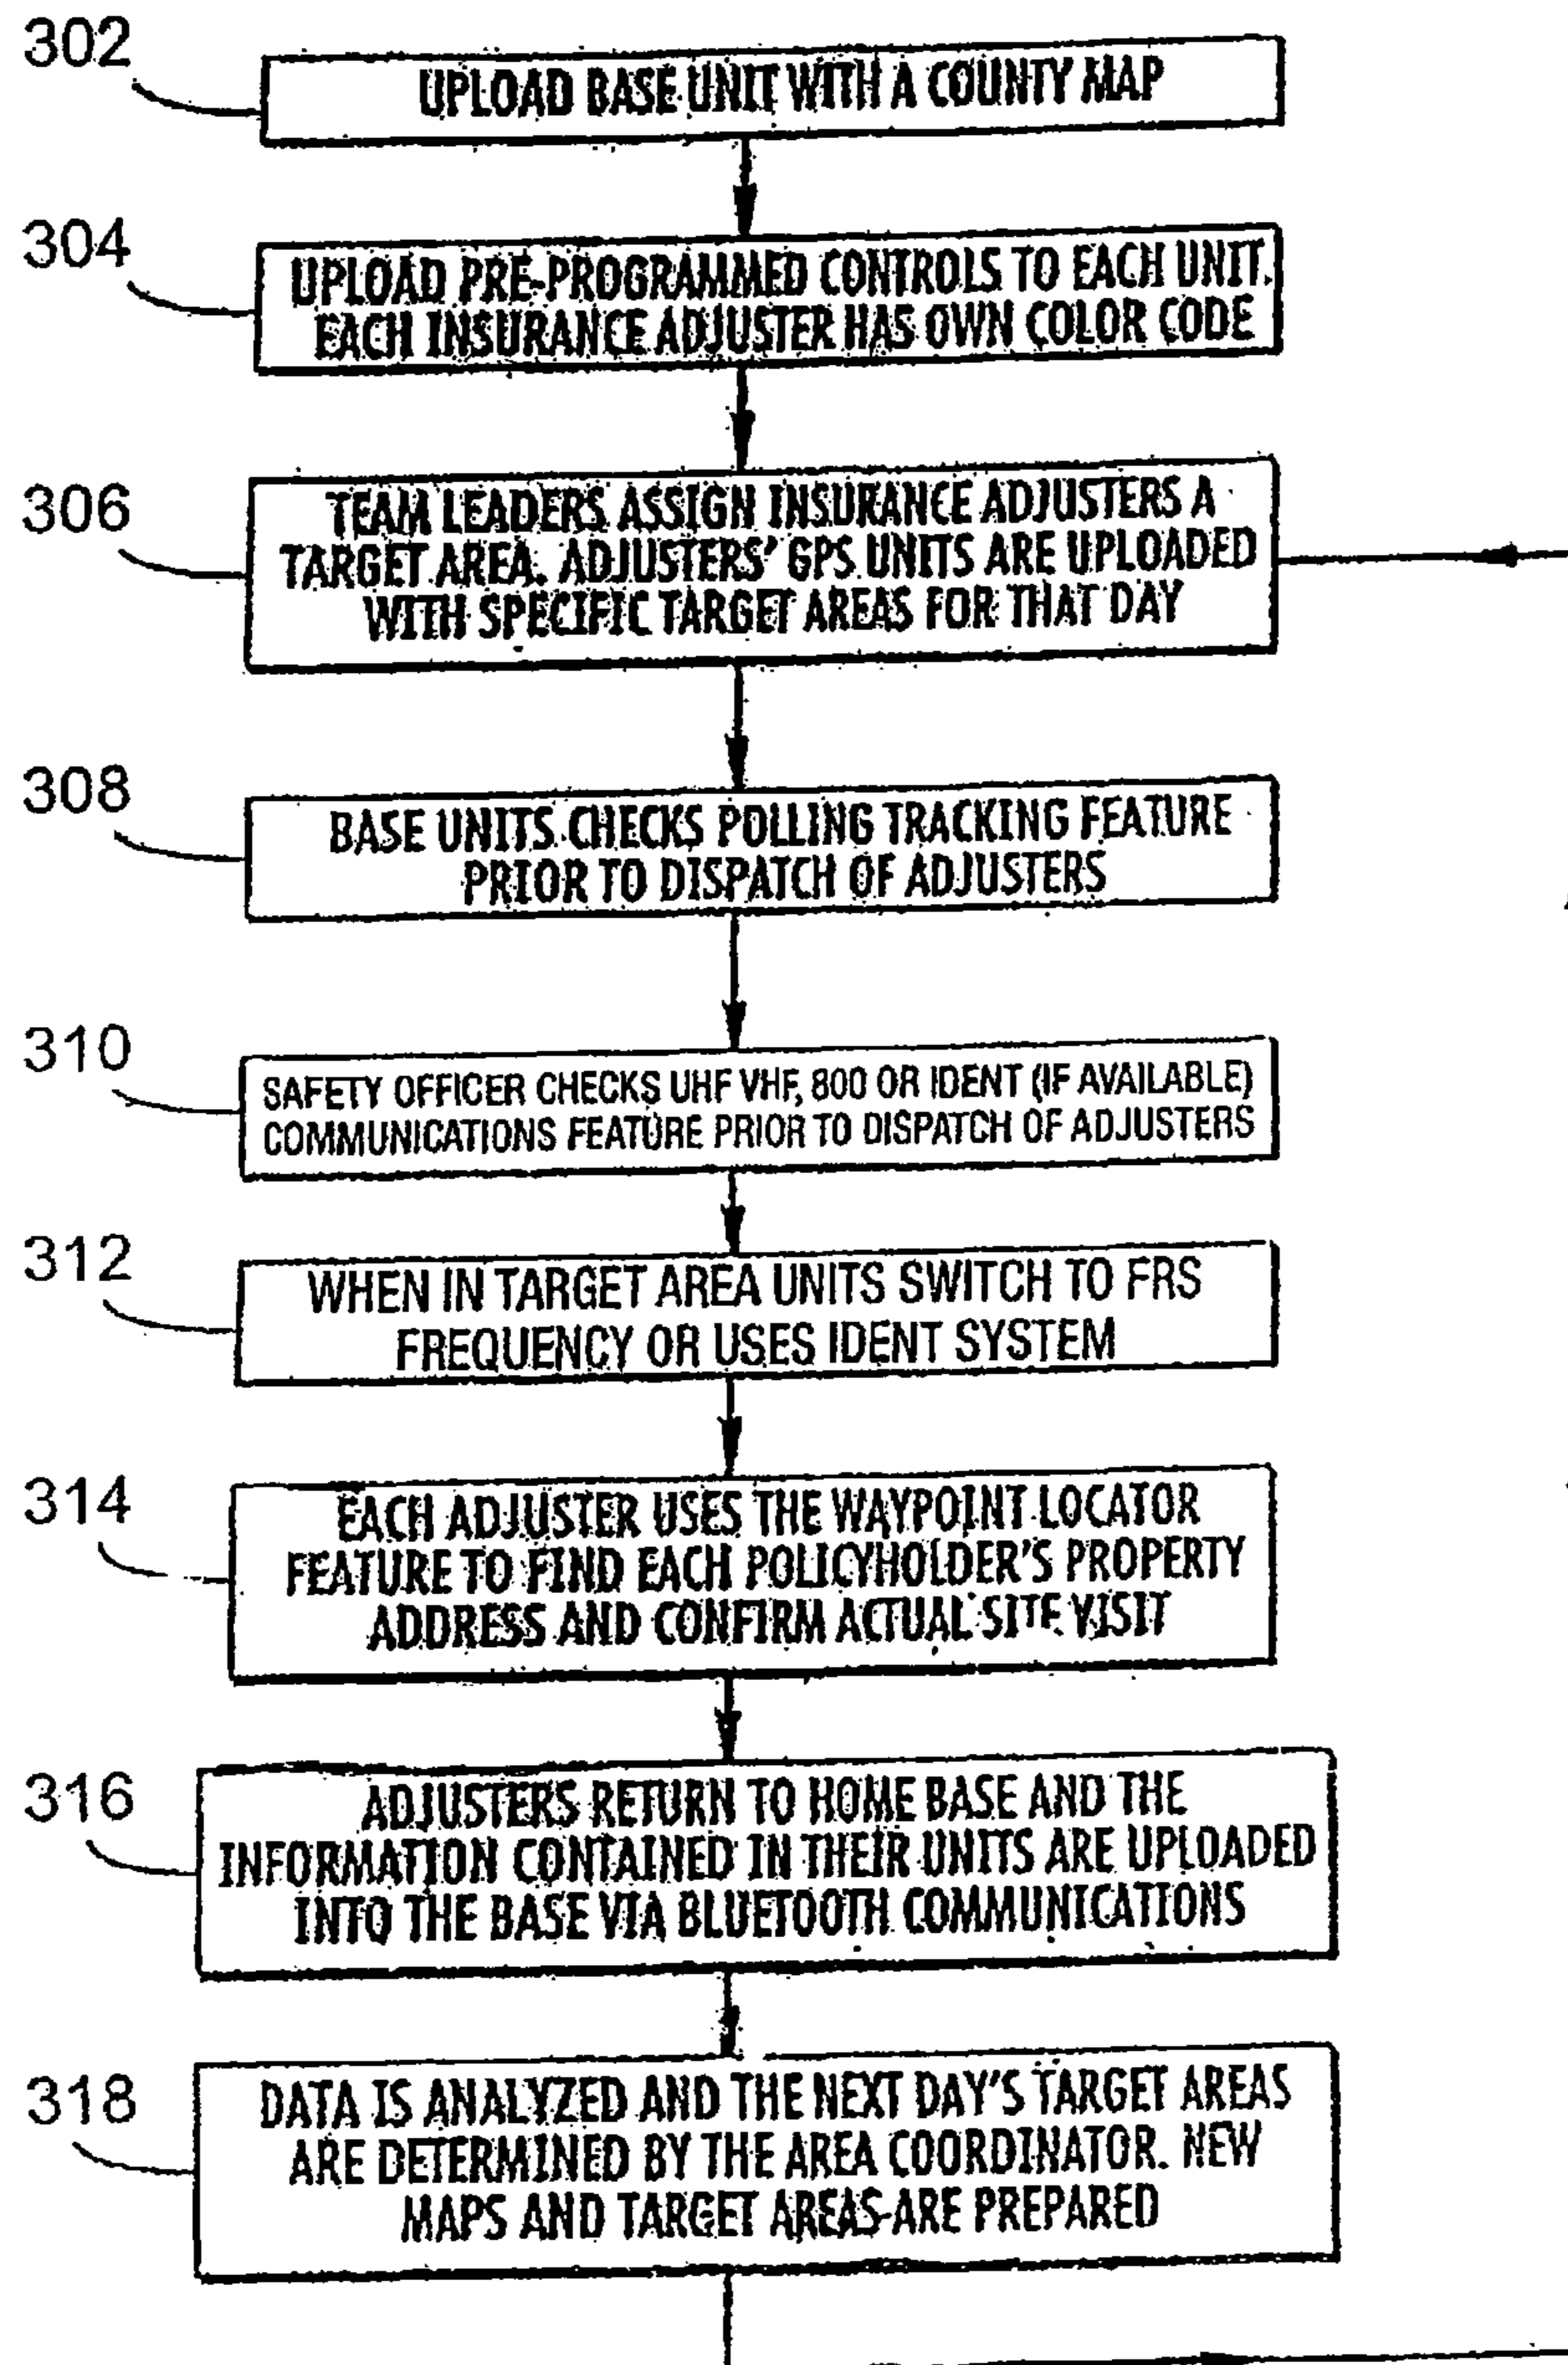 302
UPLOAD BASE UNIT WITH A COUNTY MAP
304
UPLOAD PRE-PROGRAMMED CONTROLS TO EACH UNIT.
EACH INSURANCE ADJUSTER HAS OWN COLOR CODE
306
TEAM LEADERS ASSIGN INSURANCE ADJUSTERS A
TARGET AREA. ADJUSTERS' GPS UNITS ARE UPLOADED
WITH SPECIFIC TARGET AREAS FOR THAT DAY
308
BASE UNITS CHECKS POLLING TRACKING FEATURE
PRIOR TO DISPATCH OF ADJUSTERS
310
SAFETY OFFICER CHECKS UHF VHF, 800 OR IDENT (IF AVAILABLE)
COMMUNICATIONS FEATURE PRIOR TO DISPATCH OF ADJUSTERS
312
WHEN IN TARGET AREA UNITS SWITCH TO FRS
FREQUENCY OR USES IDENT SYSTEM
314
EACH ADJUSTER USES THE WAYPOINT LOCATOR
FEATURE TO FIND EACH POLICYHOLDER'S PROPERTY
ADDRESS AND CONFIRM ACTUAL SITE VISIT
316
ADJUSTERS RETURN TO HOME BASE AND THE
INFORMATION CONTAINED IN THEIR UNITS ARE UPLOADED
INTO THE BASE VIA BLUETOOTH COMMUNICATIONS
318
DATA IS ANALYZED AND THE NEXT DAY'S TARGET AREAS
ARE DETERMINED BY THE AREA COORDINATOR. NEW
MAPS AND TARGET AREAS ARE PREPARED